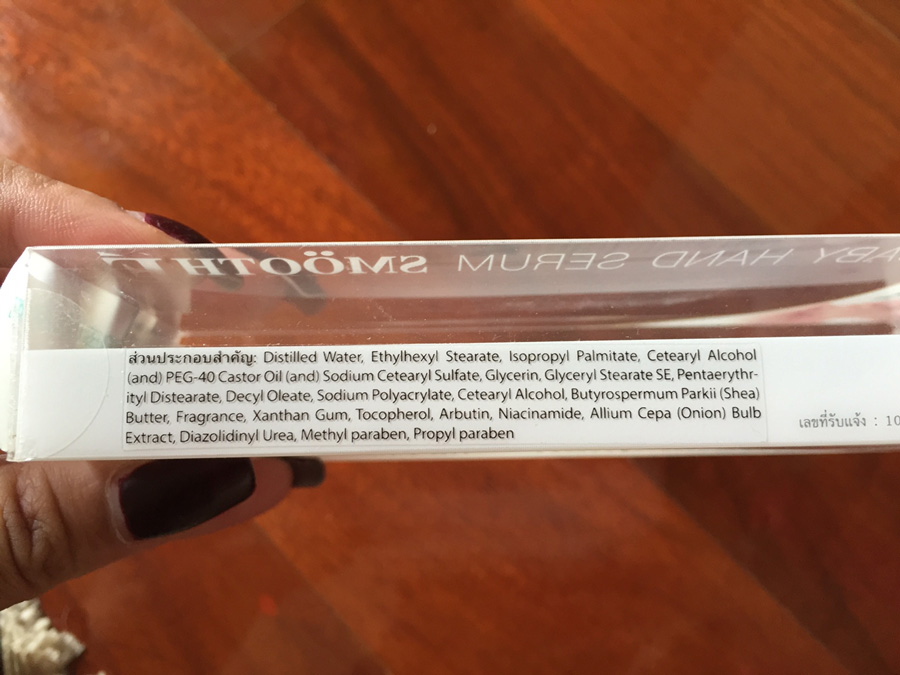 SMOÖTH E
BABY HAND SERUM
ส่วนประกอบสำคัญ: Distilled Water, Ethylhexyl Stearate, Isopropyl Palmitate, Cetearyl Alcohol
(and) PEG-40 Castor Oil (and) Sodium Cetearyl Sulfate, Glycerin, Glyceryl Stearate SE, Pentaerythr-
ityl Distearate, Decyl Oleate, Sodium Polyacrylate, Cetearyl Alcohol, Butyrospermum Parkii (Shea)
Butter, Fragrance, Xanthan Gum, Tocopherol, Arbutin, Niacinamide, Allium Cepa (Onion) Bulb
Extract, Diazolidinyl Urea, Methyl paraben, Propyl paraben
เลขที่รับแจ้ง : 10